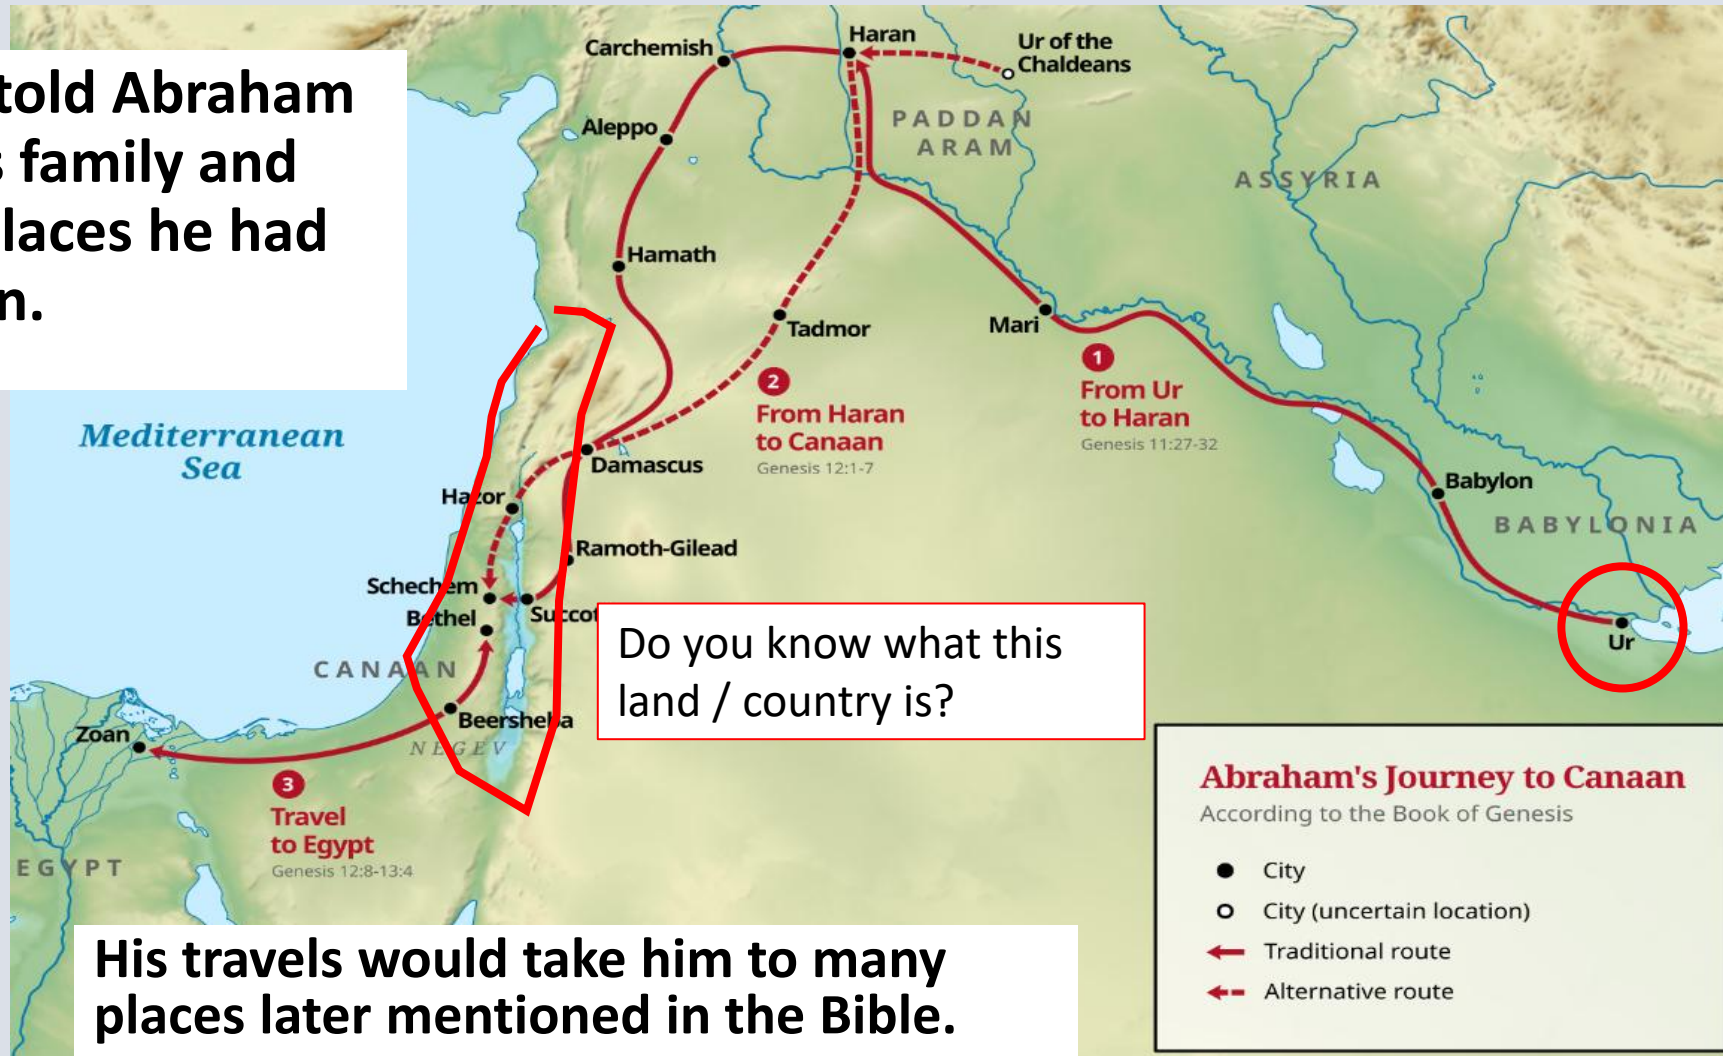 told Abraham
s family and
laces he had
n.
Carchemish
Haran
Ur of the
Chaldeans
Aleppo
PADDAN
ARAM
ASSYRIA
Hamath
Tadmor
Mari
1
From Ur
to Haran
Genesis 11:27-32
2
From Haran
to Canaan
Genesis 12:1-7
Mediterranean
Sea
Damascus
Babylon
BABYLONIA
Hazor
Ramoth-Gilead
Schechem
Bethel
Succot
Ur
Do you know what this
land / country is?
CANAAN
Beersheba
NEGEV
Zoan
3
Travel
to Egypt
Genesis 12:8-13:4
EGYPT
Abraham's Journey to Canaan
According to the Book of Genesis
City
City (uncertain location)
Traditional route
Alternative route
His travels would take him to many
places later mentioned in the Bible.